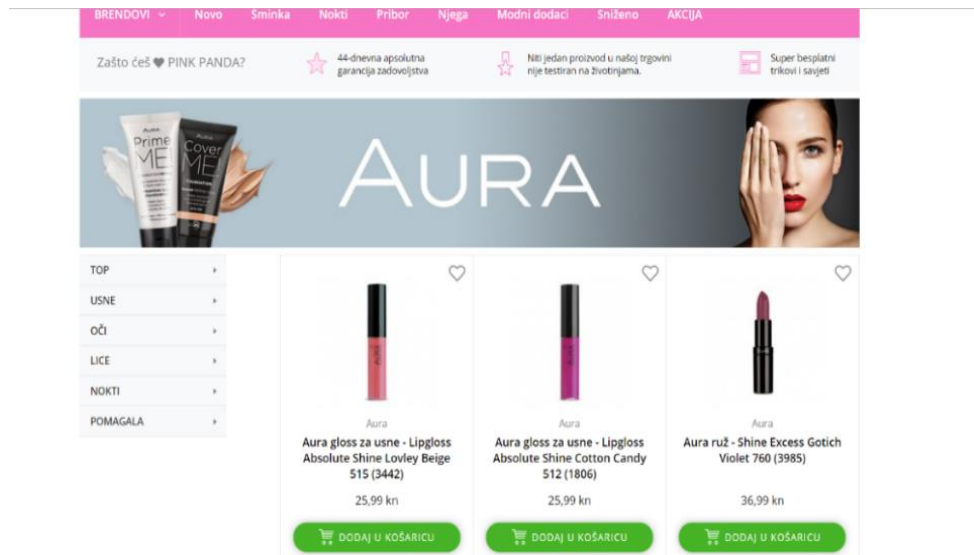 BRENDOVI Novo Šminka Nokti Pribor Njega Modni dodaci Sniženo AKCIJA
Zašto ćeš PINK PANDA?
44-dnevna apsolutna
garancija zadovoljstva
Niti jedan proizvod u našoj trgovini
nije testiran na životinjama.
Super besplatni
trikovi i savjeti
AURA
Prime
ME
AURA
Cover
ME
FOUNDATION
AURA
TOP
USNE
OČI
LICE
NOKTI
POMAGALA
Aura
Aura gloss za usne - Lipgloss
Absolute Shine Lovley Beige
515 (3442)
25,99 kn
DODAJ U KOŠARICU
Aura
Aura gloss za usne - Lipgloss
Absolute Shine Cotton Candy
512 (1806)
25,99 kn
DODAJ U KOŠARICU
Aura
Aura ruž - Shine Excess Gotich
Violet 760 (3985)
36,99 kn
DODAJ U KOŠARICU